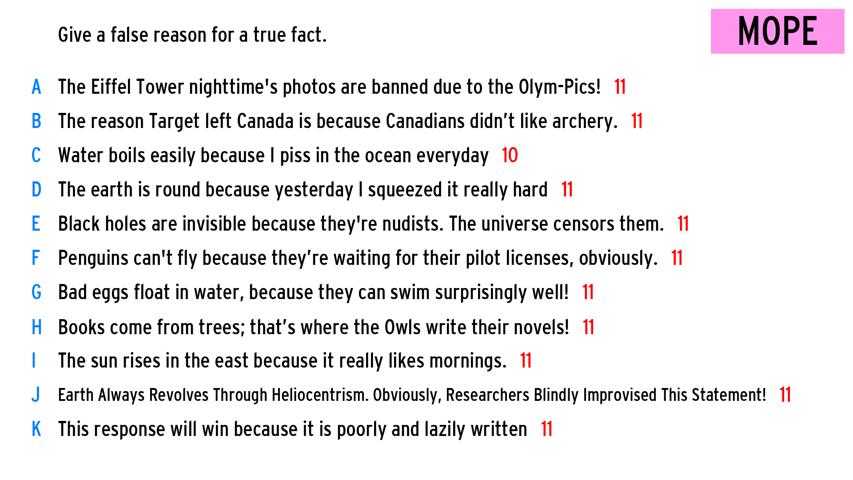 Give a false reason for a true fact.
MOPE
A The Eiffel Tower nighttime's photos are banned due to the Olym-Pics! 11
B The reason Target left Canada is because Canadians didn't like archery. 11
C Water boils easily because I piss in the ocean everyday 10
D The earth is round because yesterday I squeezed it really hard 11
E Black holes are invisible because they're nudists. The universe censors them. 11
F Penguins can't fly because they're waiting for their pilot licenses, obviously. 11
G Bad eggs float in water, because they can swim surprisingly well! 11
H Books come from trees; that's where the Owls write their novels! 11
I The sun rises in the east because it really likes mornings. 11
J Earth Always Revolves Through Heliocentrism. Obviously, Researchers Blindly Improvised This Statement! 11
K This response will win because it is poorly and lazily written 11